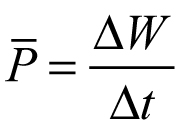 P̅ = ΔW / Δt